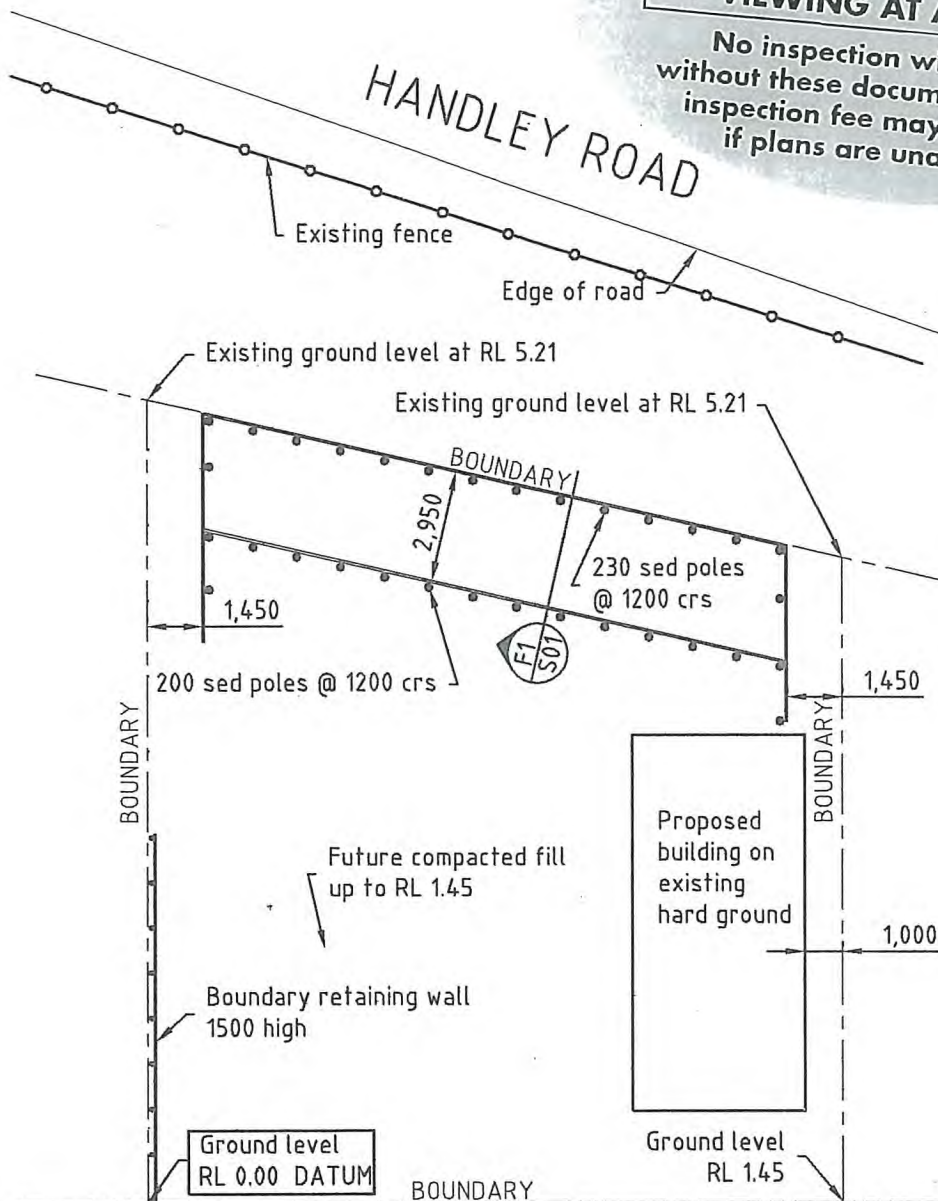 VIEWING AT
No inspection
without these
inspection fee may
if plans are
HANDLEY ROAD
Existing fence
Edge of road
Existing ground level at RL 5.21
Existing ground level at RL 5.21
BOUNDARY
2,950
230 sed poles
@ 1200 crs
1,450
F1
S01
200 sed poles @ 1200 crs
1,450
BOUNDARY
BOUNDARY
Proposed
building on
existing
hard ground
Future compacted fill
up to RL 1.45
1,000
Boundary retaining wall
1500 high
Ground level
RL 0.00 DATUM
Ground level
RL 1.45
BOUNDARY